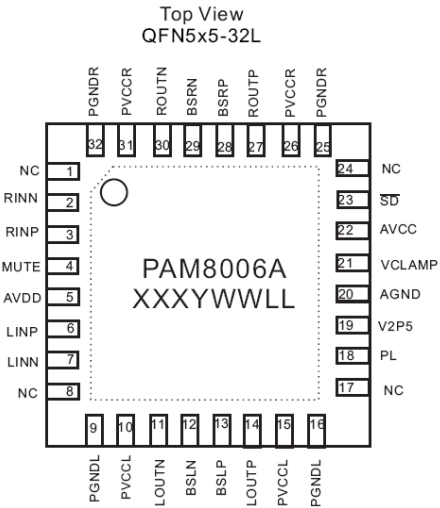 Top View
QFN5x5-32L
PGNDR
PVCCR
ROUTN
BSRN
BSRP
ROUTP
PVCCR
PGNDR
32
31
30
29
28
27
26
25
NC 1
RINN 2
RINP 3
MUTE 4
AVDD 5
LINP 6
LINN 7
NC 8
24 NC
23 S̅D̅
22 AVCC
21 VCLAMP
20 AGND
19 V2P5
18 PL
17 NC
PAM8006A
XXXYWWLL
9
10
11
12
13
14
15
16
PGNDL
PVCCL
LOUTN
BSLN
BSLP
LOUTP
PVCCL
PGNDL